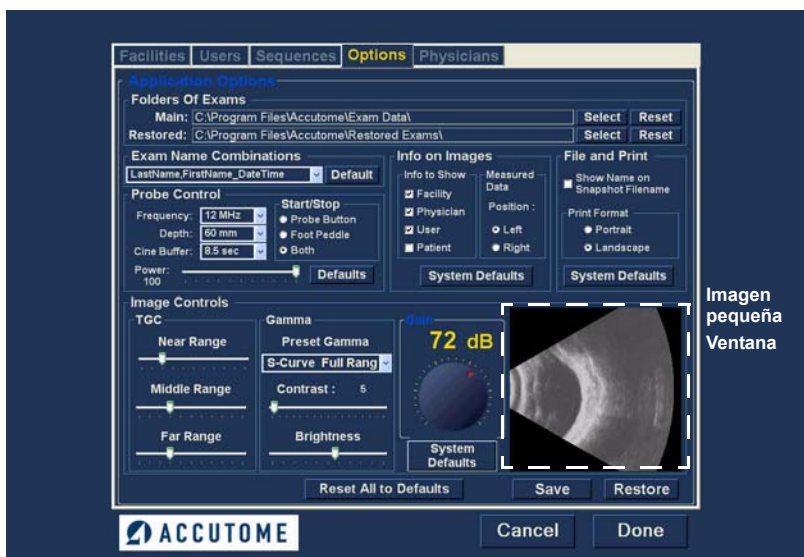 Facilities Users Sequences Options Physicians
Application Options
Folders Of Exams
Main: C:\Program Files\Accutome\Exam Data\ Select Reset
Restored: C:\Program Files\Accutome\Restored Exams\ Select Reset
Exam Name Combinations
LastName,FirstName_DateTime Default
Probe Control
Frequency: 12 MHz
Depth: 60 mm
Cine Buffer: 8.5 sec
Power:
100
Start/Stop
Probe Button
Foot Peddle
Both
Defaults
Info on Images
Info to Show
Facility
Physician
User
Patient
Measured
Data
Position :
Left
Right
System Defaults
File and Print
Show Name on
Snapshot Filename
Print Format
Portrait
Landscape
System Defaults
Image Controls
TGC
Near Range
Middle Range
Far Range
Gamma
Preset Gamma
S-Curve Full Rang
Contrast : 5
Brightness
Gain
72 dB
System
Defaults
Imagen
pequeña
Ventana
Reset All to Defaults Save Restore
ACCUTOME Cancel Done